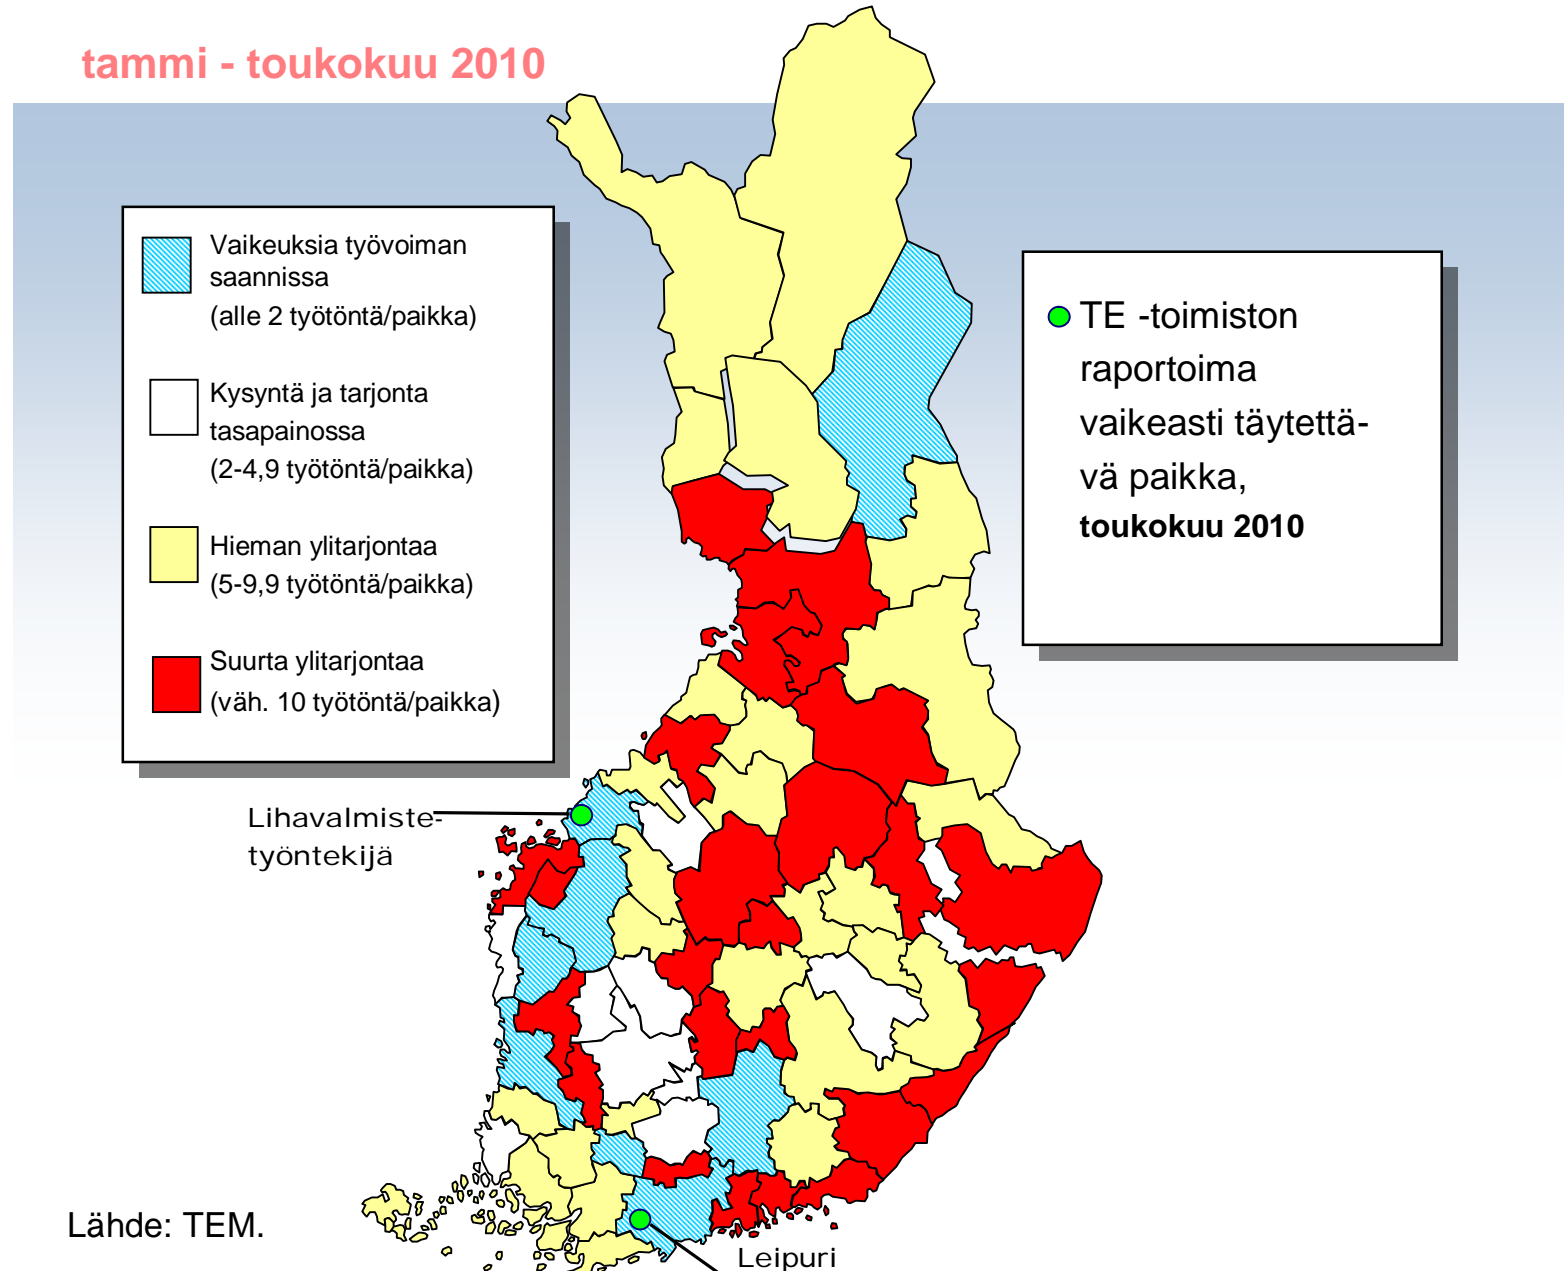 tammi - toukokuu 2010
Vaikeuksia työvoiman
saannissa
(alle 2 työtöntä/paikka)
Kysyntä ja tarjonta
tasapainossa
(2-4,9 työtöntä/paikka)
Hieman ylitarjontaa
(5-9,9 työtöntä/paikka)
Suurta ylitarjontaa
(väh. 10 työtöntä/paikka)
TE -toimiston
raportoima
vaikeasti täytettä-
vä paikka,
toukokuu 2010
Lihavalmiste-
työntekijä
Lähde: TEM.
Leipuri